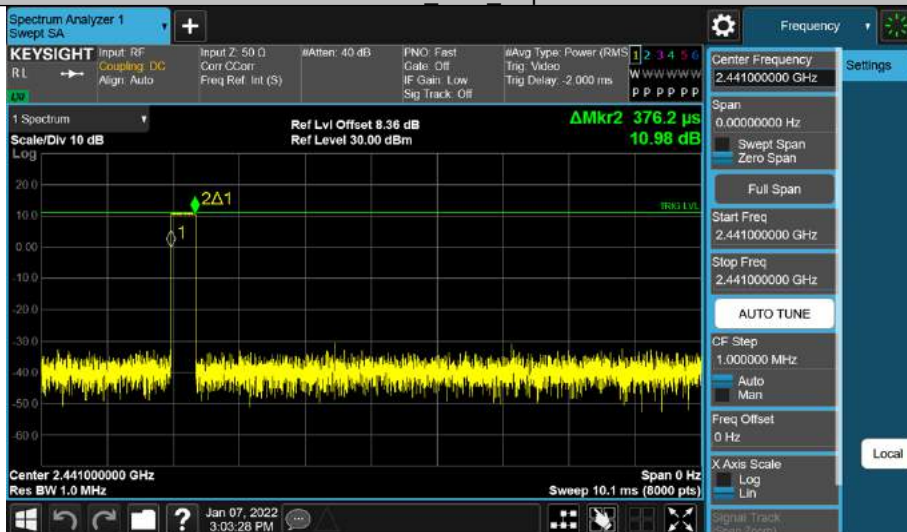 Spectrum Analyzer 1
Swept SA
Frequency
KEYSIGHT
RL
Input: RF
Coupling: DC
Align: Auto
Input Z: 50 Ω
Corr CCorr
Freq Ref: Int (S)
#Atten: 40 dB
PNO: Fast
Gate: Off
IF Gain: Low
Sig Track: Off
#Avg Type: Power (RMS
Trig: Video
Trig Delay: -2.000 ms
1 2 3 4 5 6
W W W W W W
P P P P P P
1 Spectrum
Scale/Div 10 dB
Log
Ref Lvl Offset 8.36 dB
Ref Level 30.00 dBm
ΔMkr2 376.2 µs
10.98 dB
20.0
10.0
0.00
-10.0
-20.0
-30.0
-40.0
-50.0
-60.0
2Δ1
1
TRIG LVL
Center 2.441000000 GHz
Res BW 1.0 MHz
Span 0 Hz
Sweep 10.1 ms (8000 pts)
Jan 07, 2022
3:03:28 PM
Center Frequency
2.441000000 GHz
Span
0.00000000 Hz
Swept Span
Zero Span
Full Span
Start Freq
2.441000000 GHz
Stop Freq
2.441000000 GHz
AUTO TUNE
CF Step
1.000000 MHz
Auto
Man
Freq Offset
0 Hz
X Axis Scale
Log
Lin
Signal Track
Settings
Local